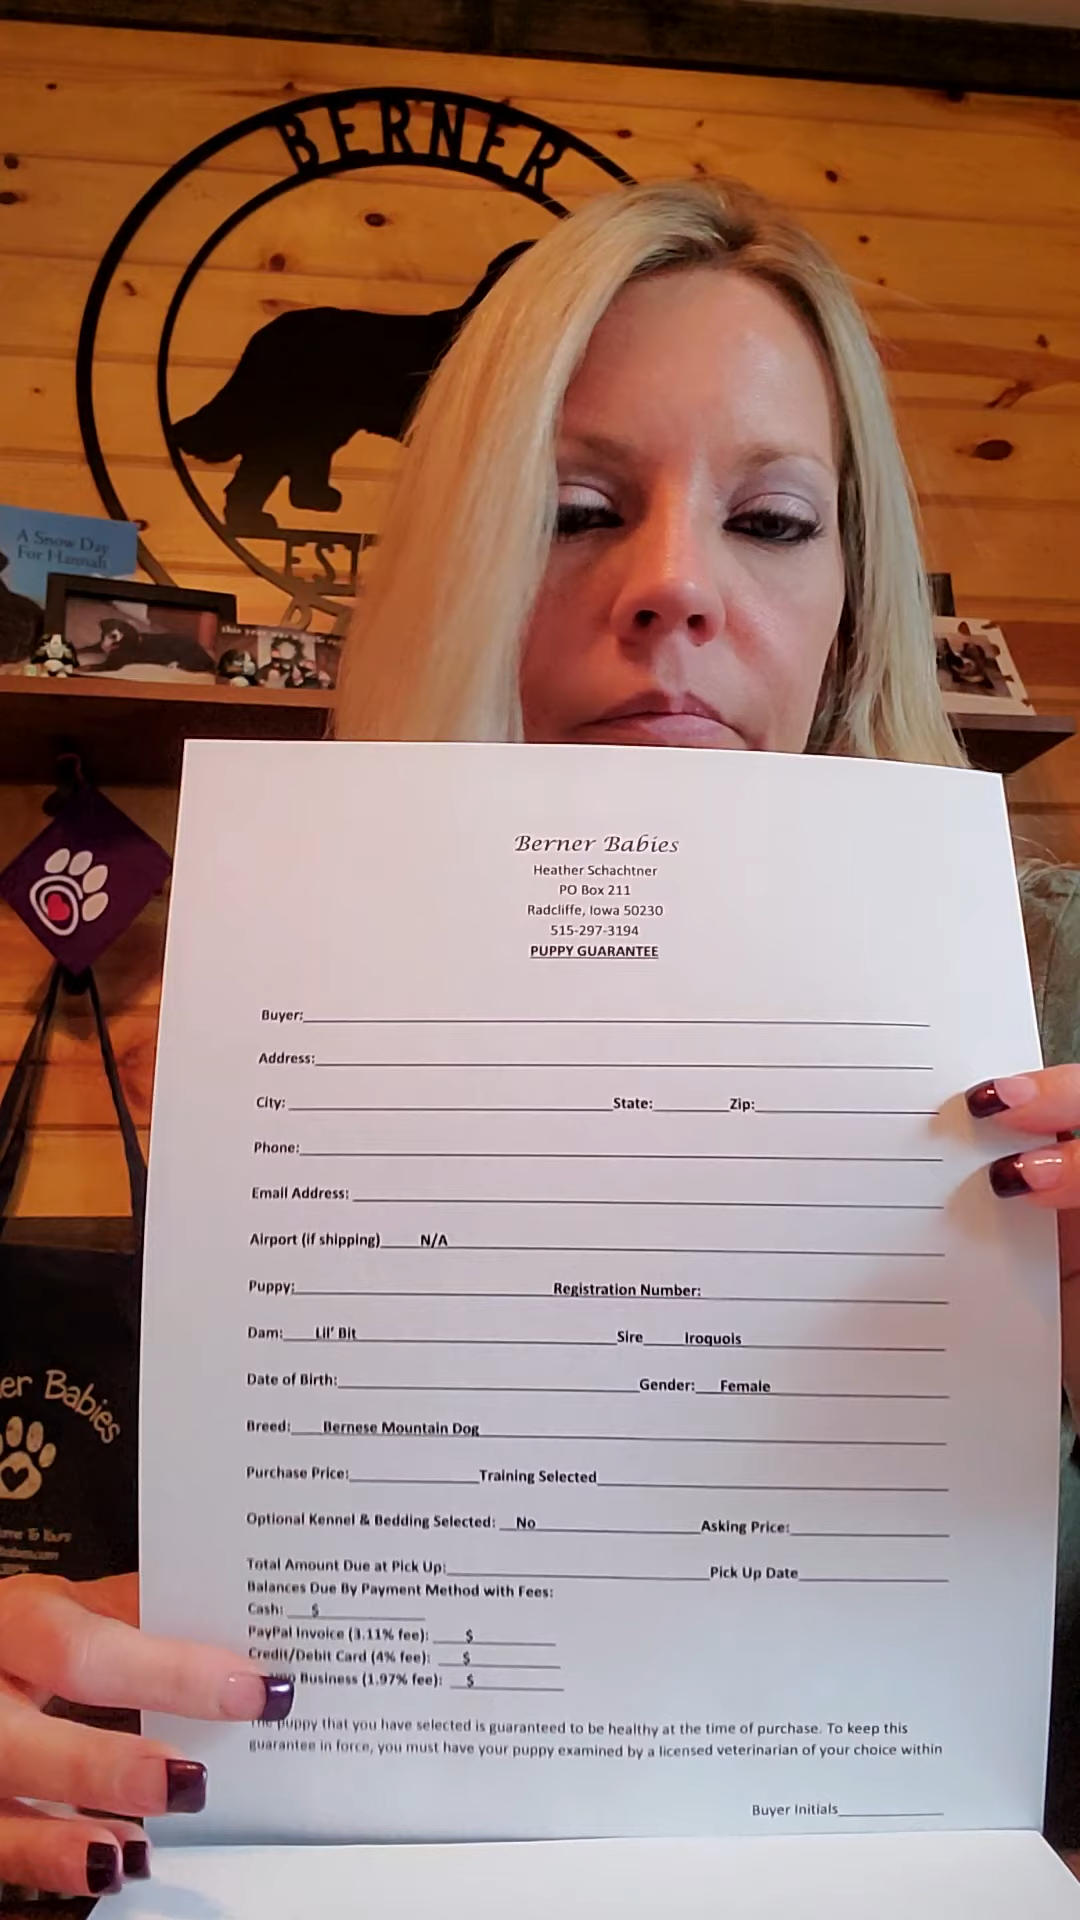 BERNER
EST
A Snow Day
For Hannah
this year
Berner Babies
Heather Schachtner
PO Box 211
Radcliffe, Iowa 50230
515-297-3194
PUPPY GUARANTEE
Buyer:
Address:
City: State: Zip:
Phone:
Email Address:
Airport (if shipping) N/A
Puppy: Registration Number:
Dam: Lil' Bit Sire Iroquois
Date of Birth: Gender: Female
Breed: Bernese Mountain Dog
Purchase Price: Training Selected
Optional Kennel & Bedding Selected: No Asking Price:
Total Amount Due at Pick Up: Pick Up Date
Balances Due By Payment Method with Fees:
Cash: $
PayPal Invoice (3.11% fee): $
Credit/Debit Card (4% fee): $
Business (1.97% fee): $
The puppy that you have selected is guaranteed to be healthy at the time of purchase. To keep this
guarantee in force, you must have your puppy examined by a licensed veterinarian of your choice within
Buyer Initials
er Babies
To Yours